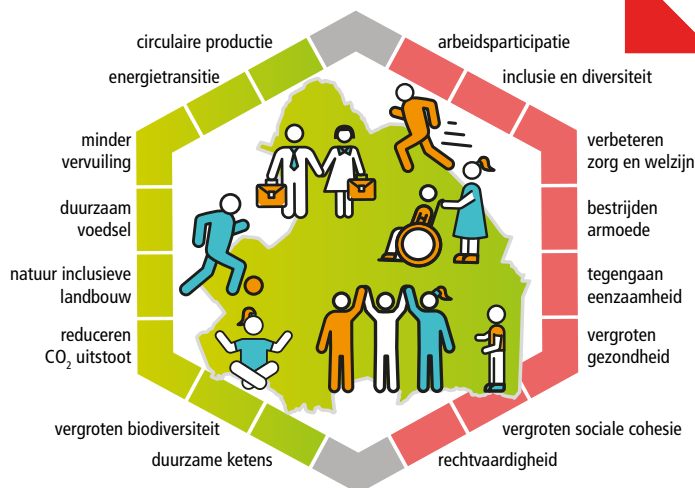 circulaire productie
energietransitie
minder
vervuiling
duurzaam
voedsel
natuur inclusieve
landbouw
reduceren
CO₂ uitstoot
vergroten biodiversiteit
duurzame ketens
arbeidsparticipatie
inclusie en diversiteit
verbeteren
zorg en welzijn
bestrijden
armoede
tegengaan
eenzaamheid
vergroten
gezondheid
vergroten sociale cohesie
rechtvaardigheid